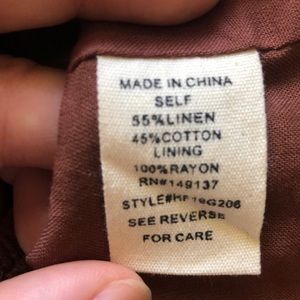 MADE IN CHINA
SELF
55%LINEN
45%COTTON
LINING
100%RAYON
RN#149137
STYLE#HF19G206
SEE REVERSE
FOR CARE